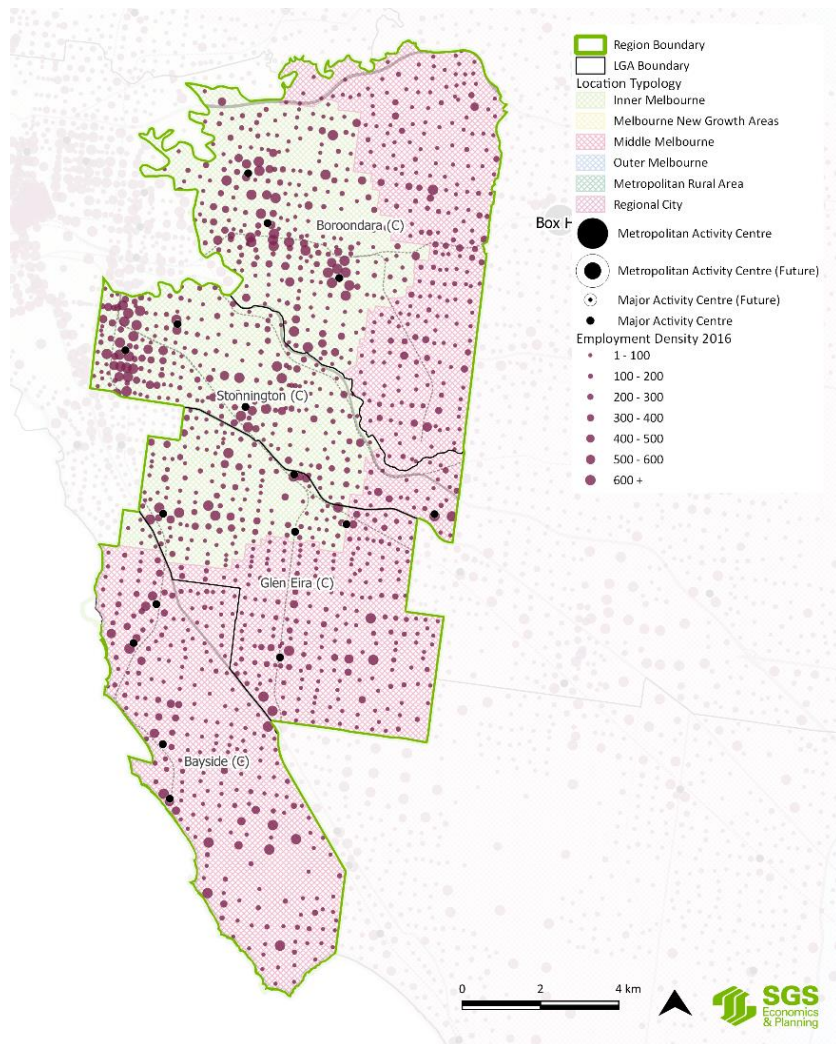 Region Boundary
LGA Boundary
Location Typology
Inner Melbourne
Melbourne New Growth Areas
Middle Melbourne
Outer Melbourne
Metropolitan Rural Area
Regional City
Metropolitan Activity Centre
Metropolitan Activity Centre (Future)
Major Activity Centre (Future)
Major Activity Centre
Employment Density 2016
1 - 100
100 - 200
200 - 300
300 - 400
400 - 500
500 - 600
600 +
Box H
Boroondara (C)
Stonnington (C)
Glen Eira (C)
Bayside (C)
0 2 4 km
SGS
Economics
& Planning